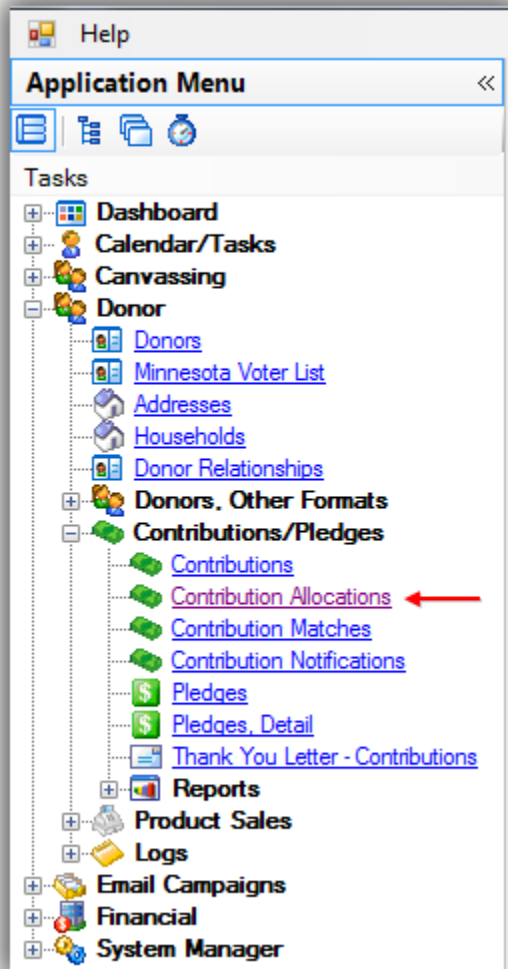 Help
Application Menu
Tasks
Dashboard
Calendar/Tasks
Canvassing
Donor
Donors
Minnesota Voter List
Addresses
Households
Donor Relationships
Donors, Other Formats
Contributions/Pledges
Contributions
Contribution Allocations
Contribution Matches
Contribution Notifications
Pledges
Pledges, Detail
Thank You Letter - Contributions
Reports
Product Sales
Logs
Email Campaigns
Financial
System Manager